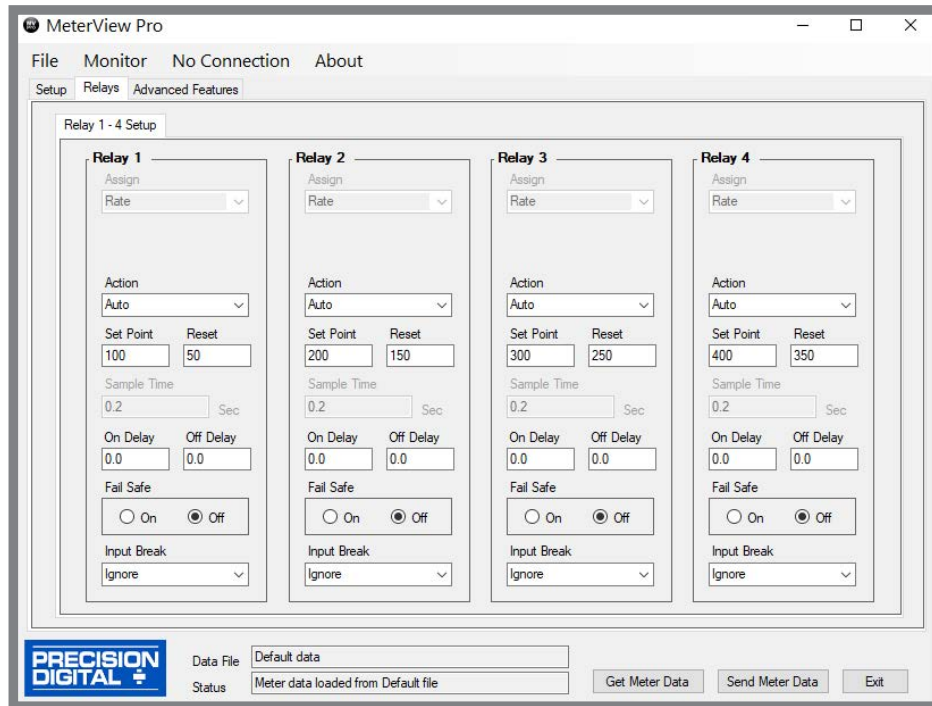 MeterView Pro
File Monitor No Connection About
Setup Relays Advanced Features
Relay 1 - 4 Setup
Relay 1 Relay 2 Relay 3 Relay 4
Assign Assign Assign Assign
Rate Rate Rate Rate
Action Action Action Action
Auto Auto Auto Auto
Set Point Reset Set Point Reset Set Point Reset Set Point Reset
100 50 200 150 300 250 400 350
Sample Time Sample Time Sample Time Sample Time
0.2 Sec 0.2 Sec 0.2 Sec 0.2 Sec
On Delay Off Delay On Delay Off Delay On Delay Off Delay On Delay Off Delay
0.0 0.0 0.0 0.0 0.0 0.0 0.0 0.0
Fail Safe Fail Safe Fail Safe Fail Safe
On Off On Off On Off On Off
Input Break Input Break Input Break Input Break
Ignore Ignore Ignore Ignore
PRECISION
DIGITAL
Data File Default data
Status Meter data loaded from Default file
Get Meter Data Send Meter Data Exit